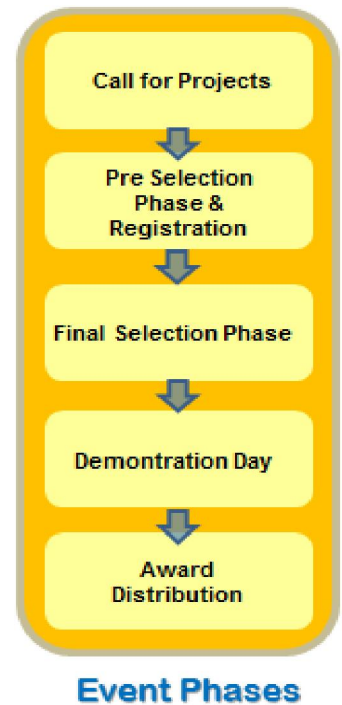 Call for Projects
Pre Selection
Phase &
Registration
Final Selection Phase
Demontration Day
Award
Distribution
Event Phases